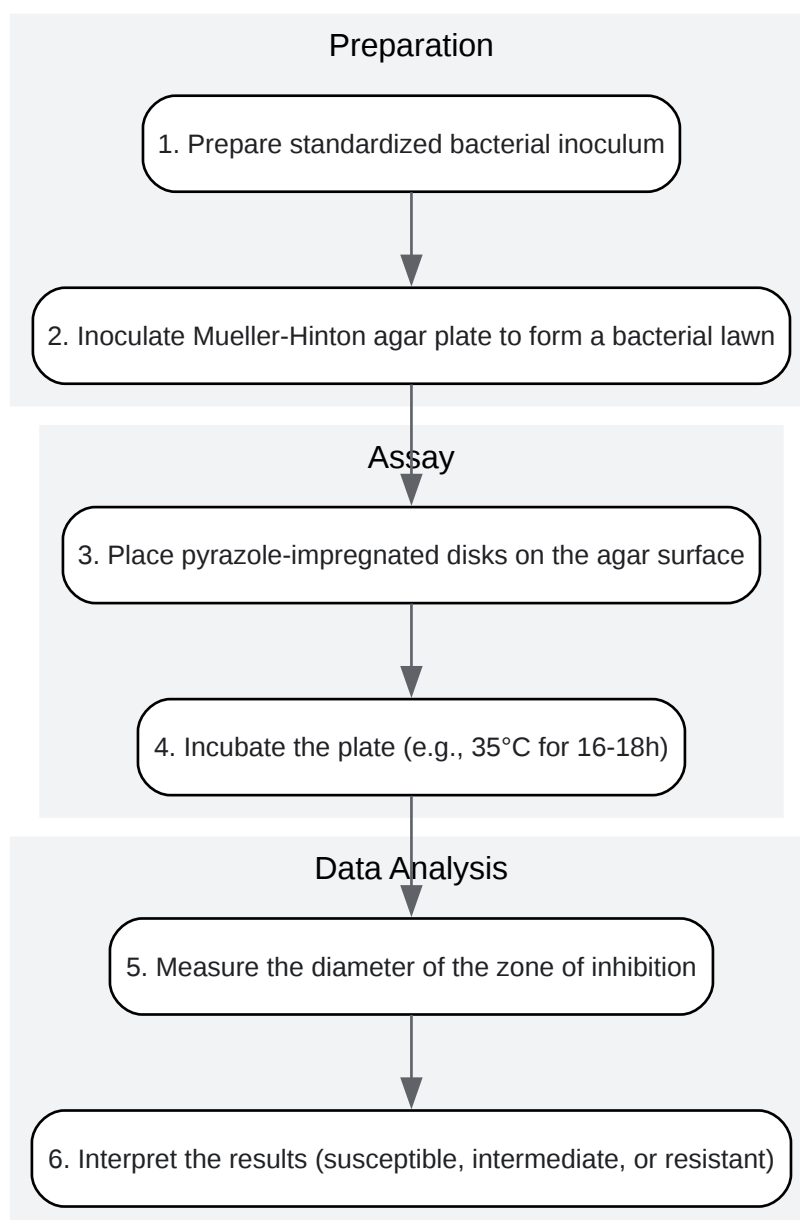 Preparation
1. Prepare standardized bacterial inoculum
2. Inoculate Mueller-Hinton agar plate to form a bacterial lawn
Assay
3. Place pyrazole-impregnated disks on the agar surface
4. Incubate the plate (e.g., 35°C for 16-18h)
Data Analysis
5. Measure the diameter of the zone of inhibition
6. Interpret the results (susceptible, intermediate, or resistant)